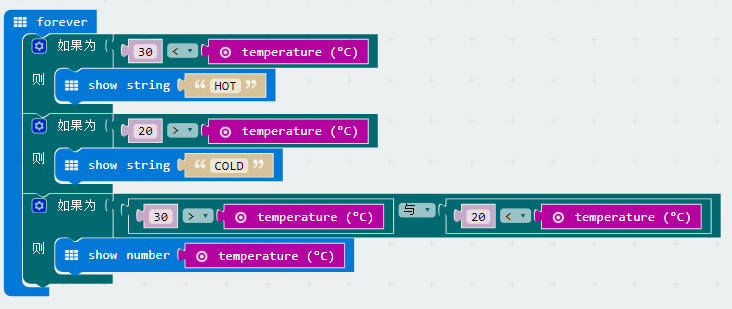 forever
如果为 30 < temperature (°C)
则 show string “ HOT ”
如果为 20 > temperature (°C)
则 show string “ COLD ”
如果为 30 > temperature (°C) 与 20 < temperature (°C)
则 show number temperature (°C)